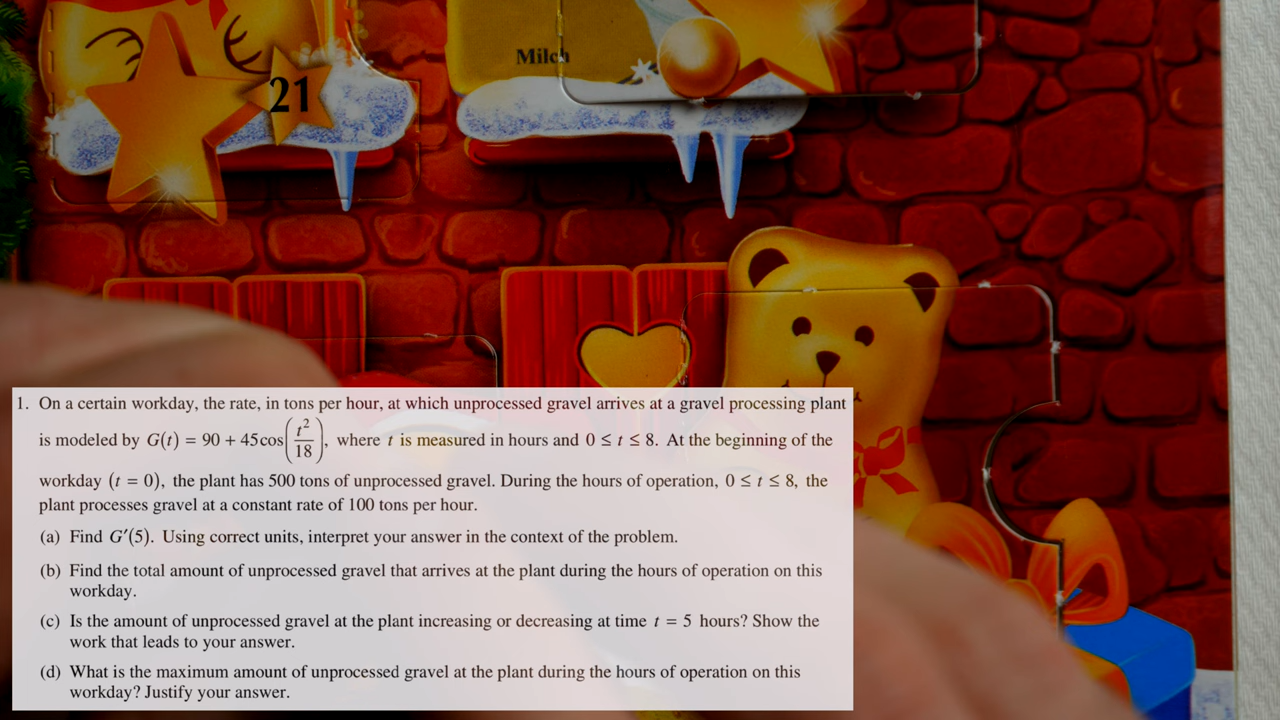 21
Milch
1. On a certain workday, the rate, in tons per hour, at which unprocessed gravel arrives at a gravel processing plant
is modeled by G(t) = 90 + 45cos(t²/18), where t is measured in hours and 0 ≤ t ≤ 8. At the beginning of the
workday (t = 0), the plant has 500 tons of unprocessed gravel. During the hours of operation, 0 ≤ t ≤ 8, the
plant processes gravel at a constant rate of 100 tons per hour.
(a) Find G′(5). Using correct units, interpret your answer in the context of the problem.
(b) Find the total amount of unprocessed gravel that arrives at the plant during the hours of operation on this
workday.
(c) Is the amount of unprocessed gravel at the plant increasing or decreasing at time t = 5 hours? Show the
work that leads to your answer.
(d) What is the maximum amount of unprocessed gravel at the plant during the hours of operation on this
workday? Justify your answer.